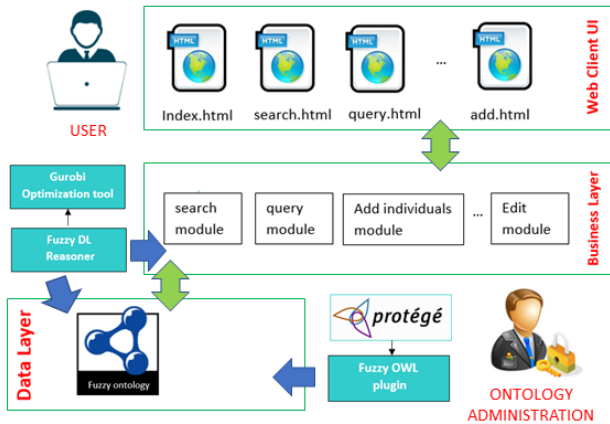 HTML
HTML
HTML
HTML
...
Index.html
search.html
query.html
add.html
Web Client UI
USER
Gurobi
Optimization tool
Fuzzy DL
Reasoner
search
module
query
module
Add individuals
module
...
Edit
module
Business Layer
Data Layer
Fuzzy ontology
protégé
Fuzzy OWL
plugin
ONTOLOGY
ADMINISTRATION